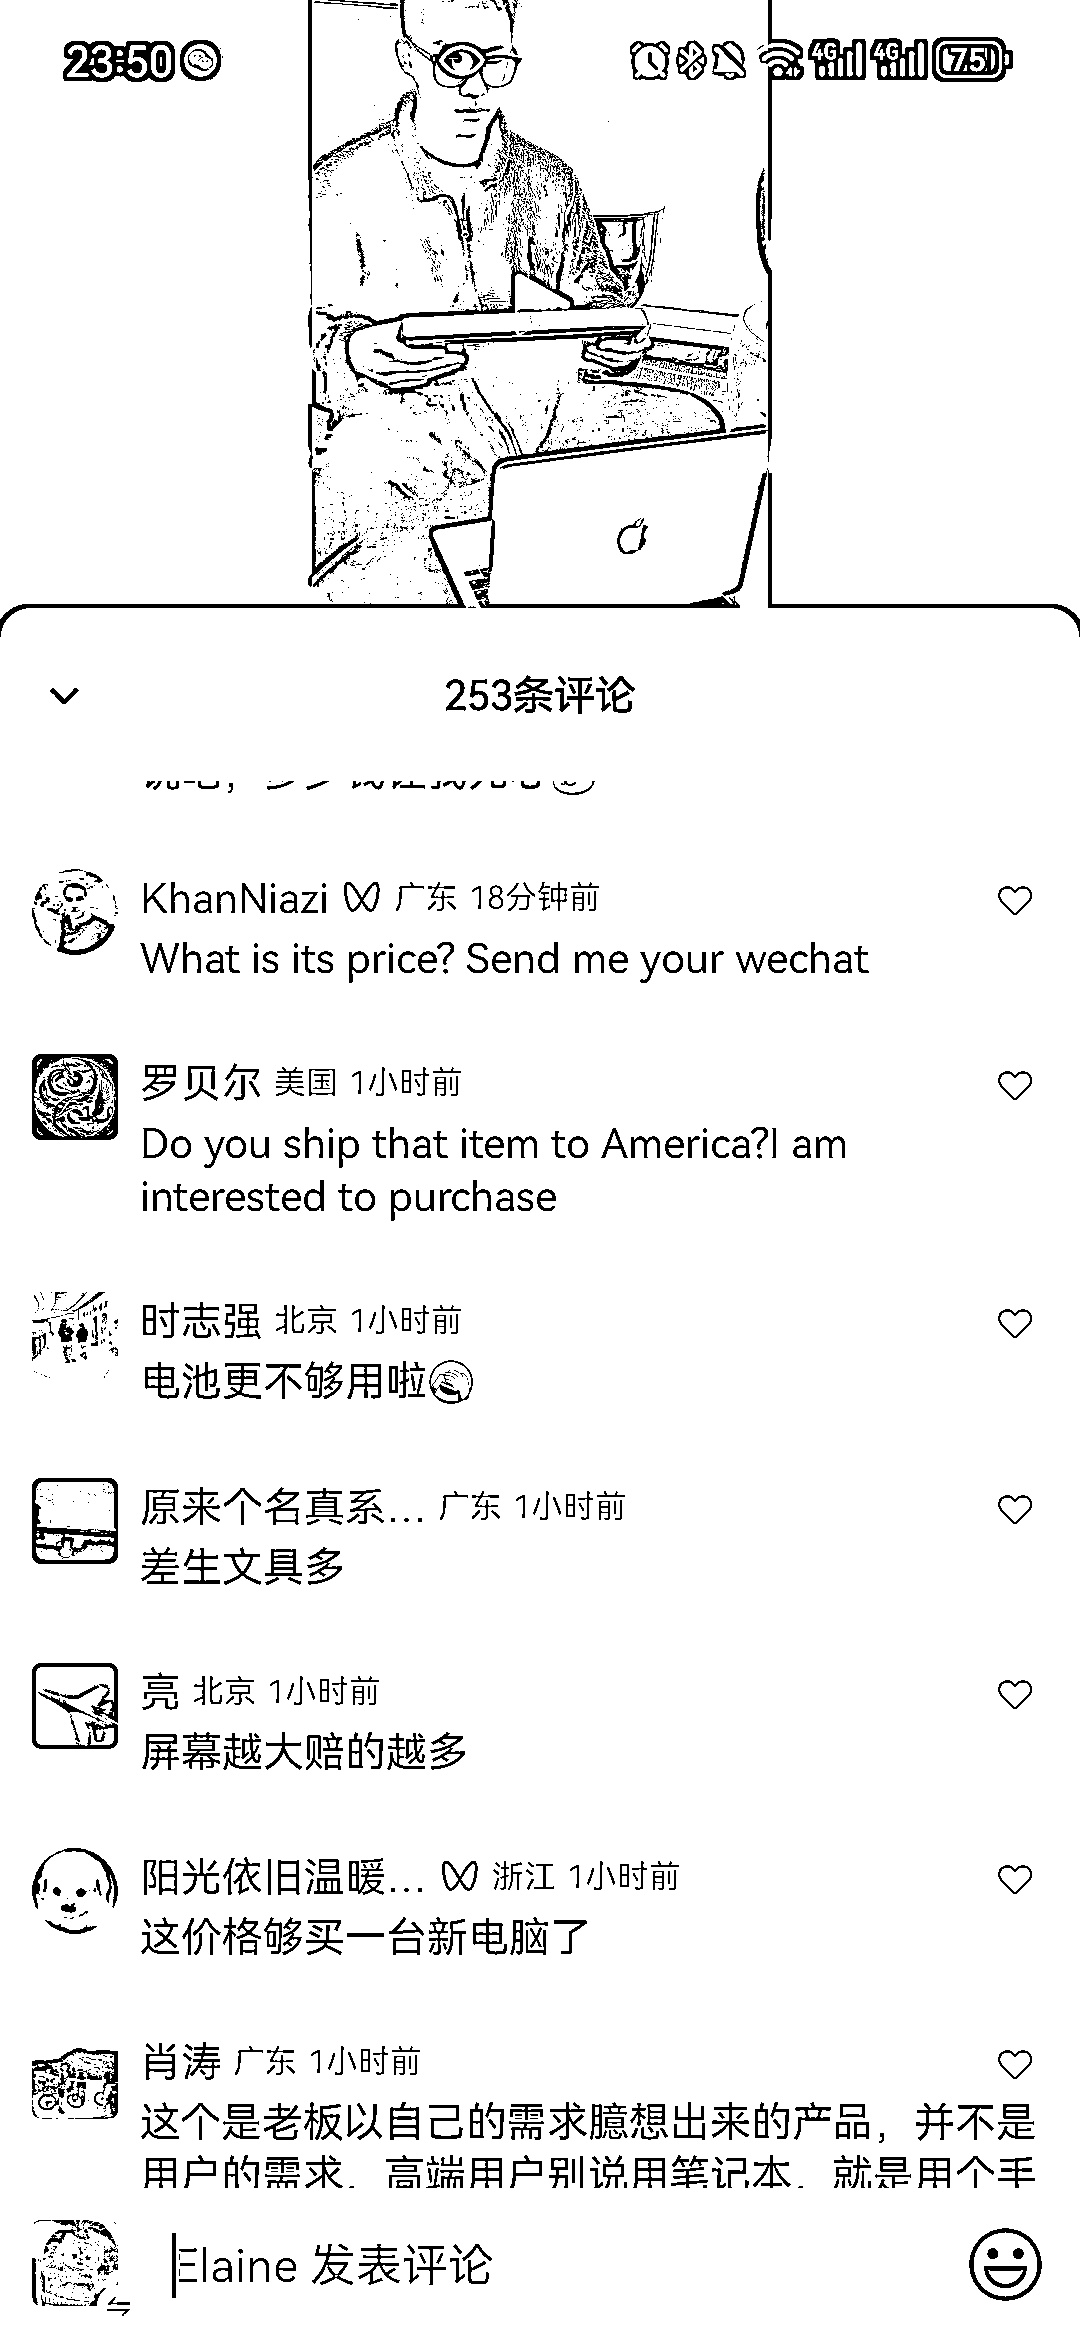 23:50
4G 4G 75
253条评论
KhanNiazi 广东 18分钟前
What is its price? Send me your wechat
罗贝尔 美国 1小时前
Do you ship that item to America?I am
interested to purchase
时志强 北京 1小时前
电池更不够用啦
原来个名真系... 广东 1小时前
差生文具多
亮 北京 1小时前
屏幕越大赔的越多
阳光依旧温暖... 浙江 1小时前
这价格够买一台新电脑了
肖涛 广东 1小时前
这个是老板以自己的需求臆想出来的产品，并不是
用户的需求，高端用户别说用笔记本，就是用个手
Elaine 发表评论